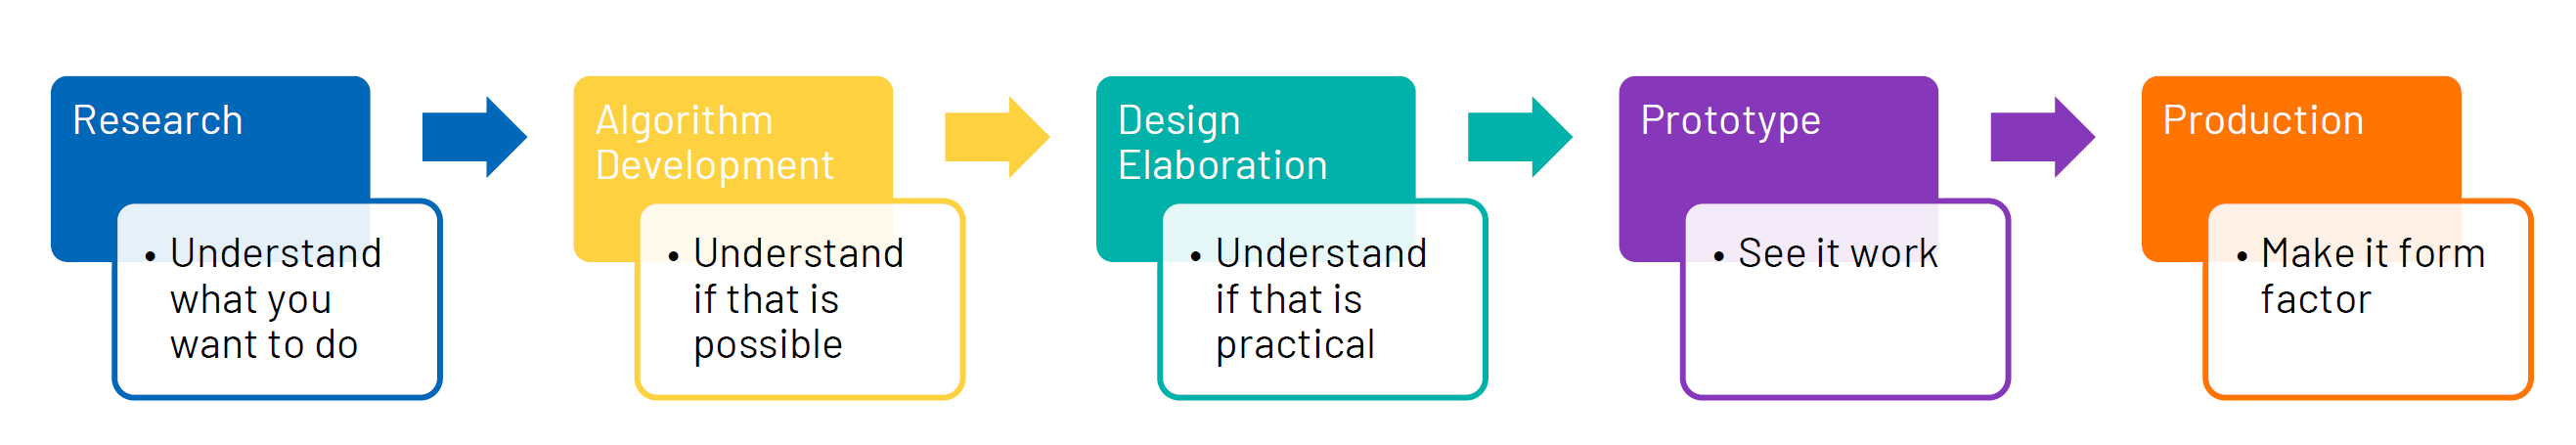 Research
• Understand
what you
want to do
Algorithm
Development
• Understand
if that is
possible
Design
Elaboration
• Understand
if that is
practical
Prototype
• See it work
Production
• Make it form
factor